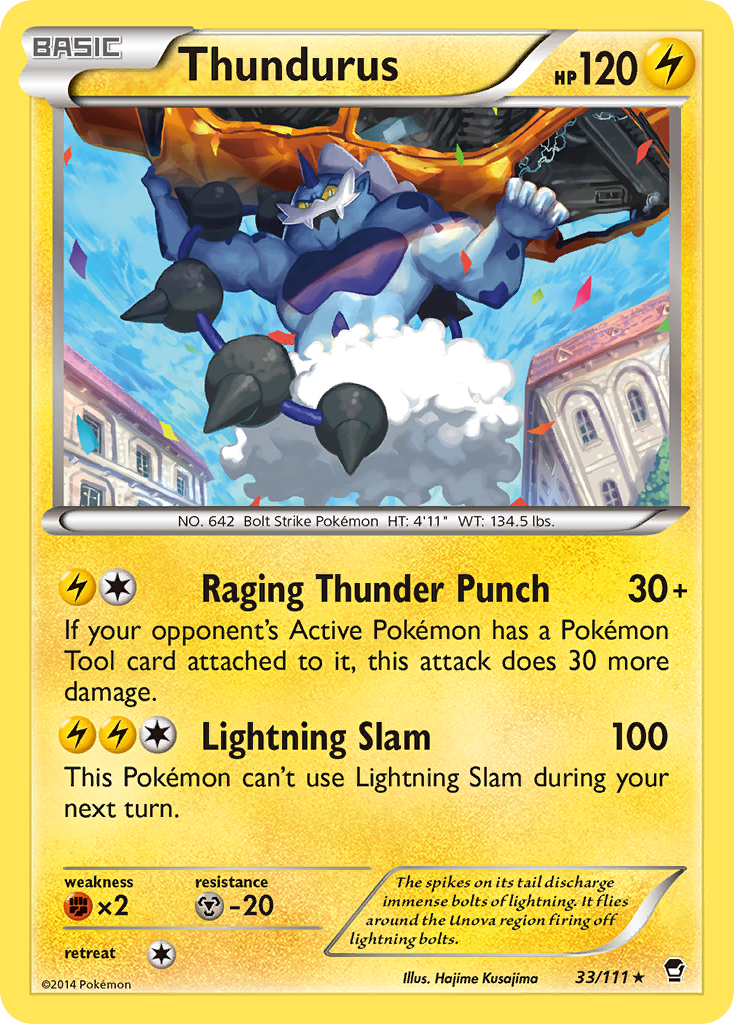 BASIC
Thundurus
HP 120
NO. 642 Bolt Strike Pokémon HT: 4'11" WT: 134.5 lbs.
Raging Thunder Punch 30+
If your opponent's Active Pokémon has a Pokémon
Tool card attached to it, this attack does 30 more
damage.
Lightning Slam 100
This Pokémon can't use Lightning Slam during your
next turn.
weakness resistance
×2 -20
retreat
The spikes on its tail discharge
immense bolts of lightning. It flies
around the Unova region firing off
lightning bolts.
©2014 Pokémon
Illus. Hajime Kusajima
33/111 ★